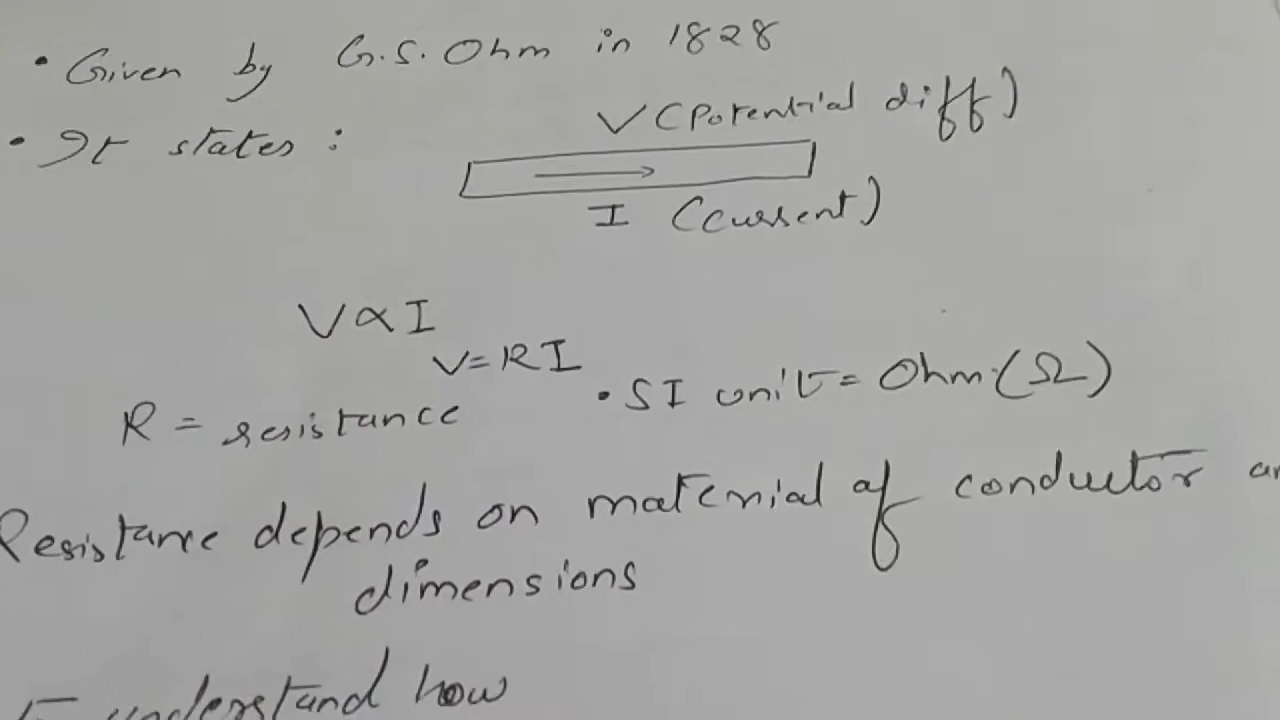 • Given by G.S. Ohm in 1828
• It states :
V (Potential diff)
I (Current)
V ∝ I
V = RI
R = resistance
• SI unit = Ohm (Ω)
Resistance depends on material of conductor
dimensions
understand how